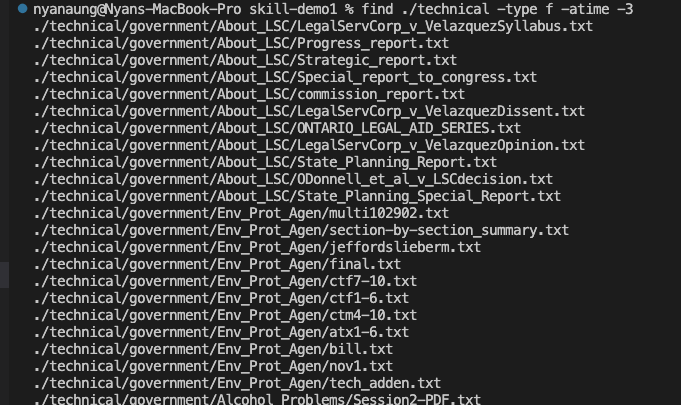 nyanaung@Nyans-MacBook-Pro skill-demo1 % find ./technical -type f -atime -3
./technical/government/About_LSC/LegalServCorp_v_VelazquezSyllabus.txt
./technical/government/About_LSC/Progress_report.txt
./technical/government/About_LSC/Strategic_report.txt
./technical/government/About_LSC/Special_report_to_congress.txt
./technical/government/About_LSC/commission_report.txt
./technical/government/About_LSC/LegalServCorp_v_VelazquezDissent.txt
./technical/government/About_LSC/ONTARIO_LEGAL_AID_SERIES.txt
./technical/government/About_LSC/LegalServCorp_v_VelazquezOpinion.txt
./technical/government/About_LSC/State_Planning_Report.txt
./technical/government/About_LSC/ODonnell_et_al_v_LSCdecision.txt
./technical/government/About_LSC/State_Planning_Special_Report.txt
./technical/government/Env_Prot_Agen/multi102902.txt
./technical/government/Env_Prot_Agen/section-by-section_summary.txt
./technical/government/Env_Prot_Agen/jeffordslieberm.txt
./technical/government/Env_Prot_Agen/final.txt
./technical/government/Env_Prot_Agen/ctf7-10.txt
./technical/government/Env_Prot_Agen/ctf1-6.txt
./technical/government/Env_Prot_Agen/ctm4-10.txt
./technical/government/Env_Prot_Agen/atx1-6.txt
./technical/government/Env_Prot_Agen/bill.txt
./technical/government/Env_Prot_Agen/nov1.txt
./technical/government/Env_Prot_Agen/tech_adden.txt
./technical/government/Alcohol_Problems/Session2-PDF.txt